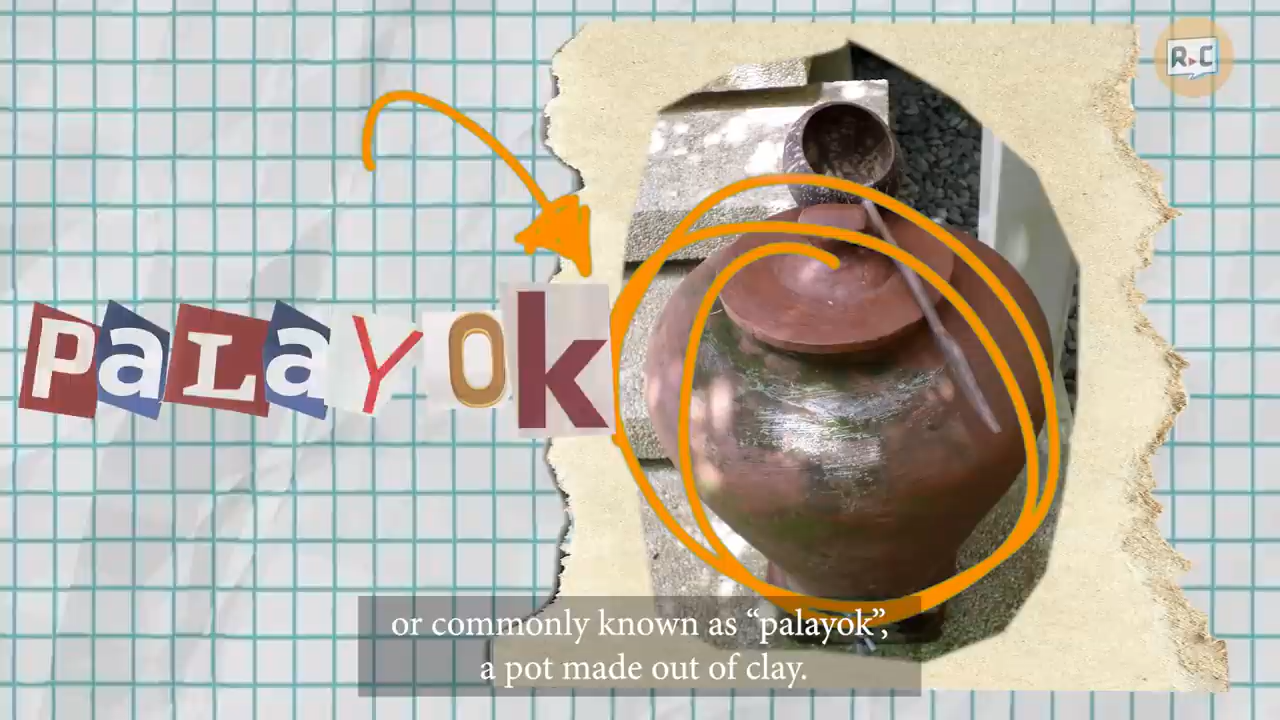 R▸C
PaLaYOk
or commonly known as “palayok”,
a pot made out of clay.